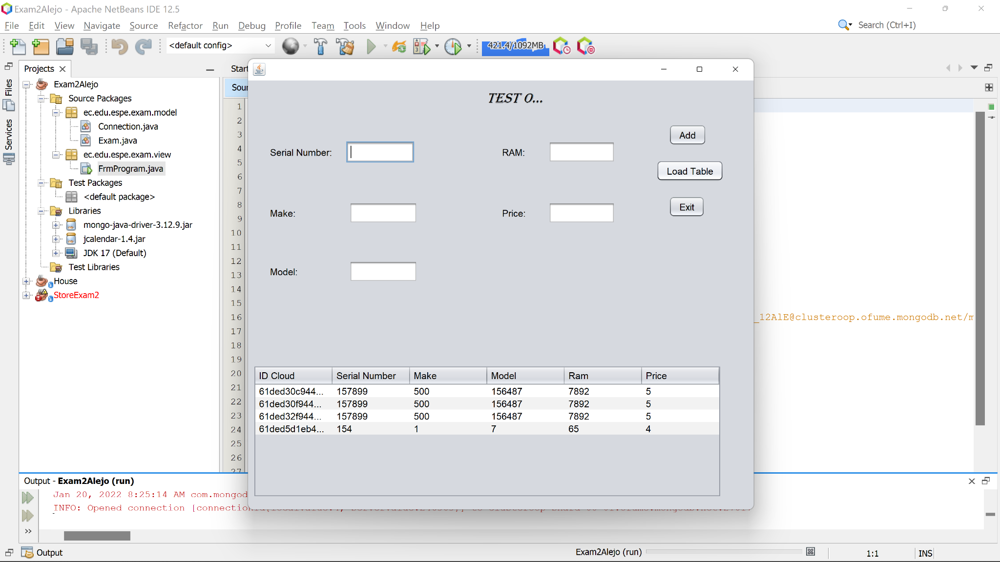 Exam2Alejo - Apache NetBeans IDE 12.5
File Edit View Navigate Source Refactor Run Debug Profile Team Tools Window Help
Search (Ctrl+I)
<default config>
421.4/1092MB
Projects
Files
Services
Exam2Alejo
Source Packages
ec.edu.espe.exam.model
Connection.java
Exam.java
ec.edu.espe.exam.view
FrmProgram.java
Test Packages
<default package>
Libraries
mongo-java-driver-3.12.9.jar
jcalendar-1.4.jar
JDK 17 (Default)
Test Libraries
House
StoreExam2
Start
Sour
1
2
3
4
5
6
7
8
9
10
11
12
13
14
15
16
17
18
19
20
21
22
23
24
25
26
27
_12AlE@clusteroop.ofume.mongodb.net/m
TEST O...
Serial Number:
RAM:
Add
Load Table
Make:
Price:
Exit
Model:
ID Cloud Serial Number Make Model Ram Price
61ded30c944... 157899 500 156487 7892 5
61ded30f944... 157899 500 156487 7892 5
61ded32f944... 157899 500 156487 7892 5
61ded5d1eb4... 154 1 7 65 4
Output - Exam2Alejo (run)
Jan 20, 2022 8:25:14 AM com.mongod
INFO: Opened connection [connection
Output
Exam2Alejo (run)
1:1
INS